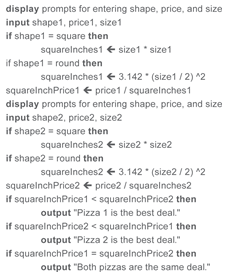 display prompts for entering shape, price, and size
input shape1, price1, size1
if shape1 = square then
squareInches1 ← size1 * size1
if shape1 = round then
squareInches1 ← 3.142 * (size1 / 2) ^2
squareInchPrice1 ← price1 / squareInches1
display prompts for entering shape, price, and size
input shape2, price2, size2
if shape2 = square then
squareInches2 ← size2 * size2
if shape2 = round then
squareInches2 ← 3.142 * (size2 / 2) ^2
squareInchPrice2 ← price2 / squareInches2
if squareInchPrice1 < squareInchPrice2 then
output "Pizza 1 is the best deal."
if squareInchPrice2 < squareInchPrice1 then
output "Pizza 2 is the best deal."
if squareInchPrice1 = squareInchPrice2 then
output "Both pizzas are the same deal."